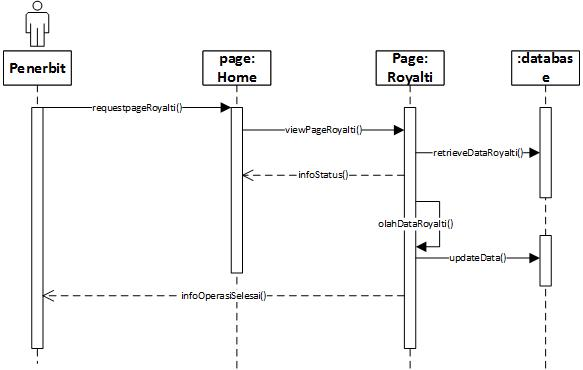 Penerbit
page:
Home
Page:
Royalti
:databas
e
requestpageRoyalti()
viewPageRoyalti()
retrieveDataRoyalti()
infoStatus()
olahDataRoyalti()
updateData()
infoOperasiSelesai()